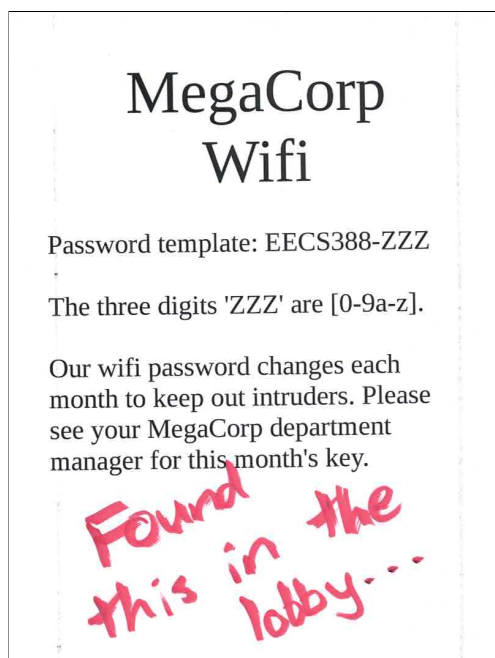 MegaCorp
Wifi
Password template: EECS388-ZZZ
The three digits 'ZZZ' are [0-9a-z].
Our wifi password changes each
month to keep out intruders. Please
see your MegaCorp department
manager for this month's key.
Found
this in the
lobby...